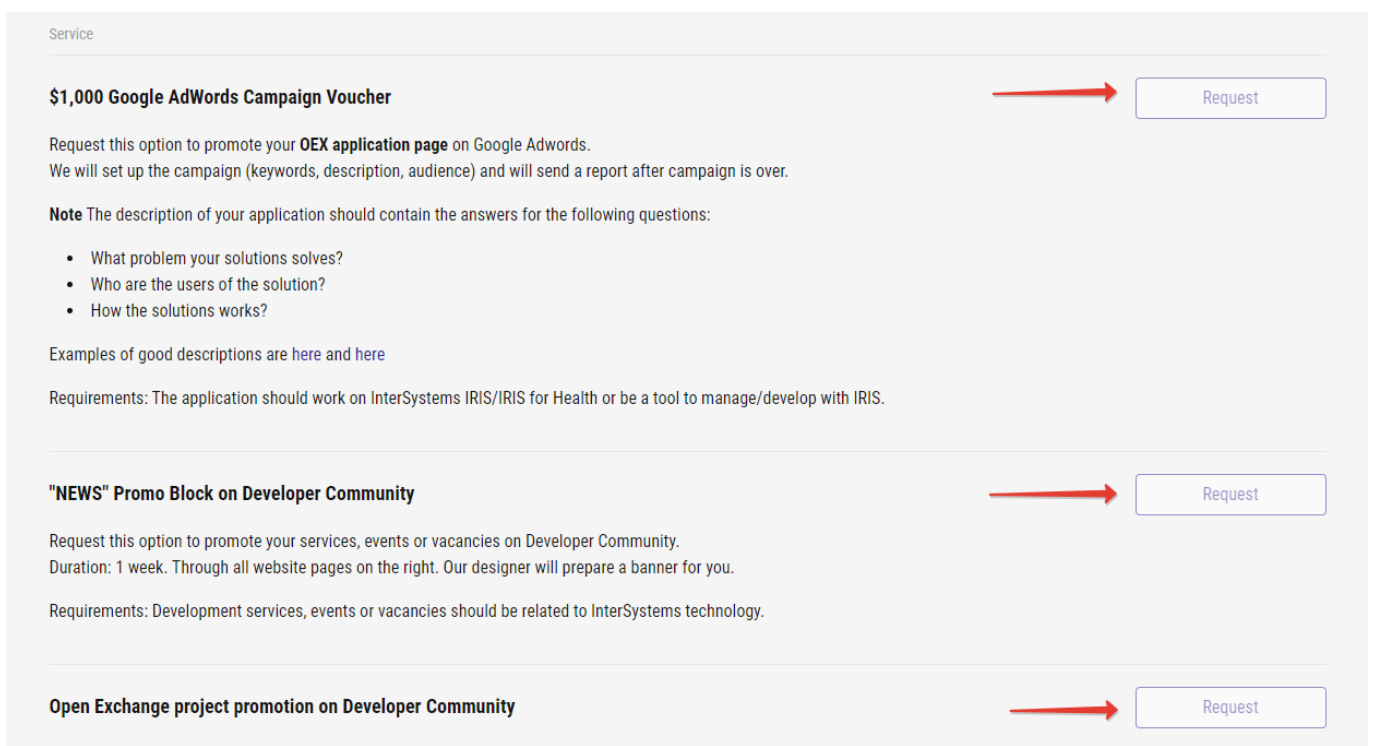 Service
$1,000 Google AdWords Campaign Voucher
Request
Request this option to promote your OEX application page on Google Adwords.
We will set up the campaign (keywords, description, audience) and will send a report after campaign is over.
Note The description of your application should contain the answers for the following questions:
• What problem your solutions solves?
• Who are the users of the solution?
• How the solutions works?
Examples of good descriptions are here and here
Requirements: The application should work on InterSystems IRIS/IRIS for Health or be a tool to manage/develop with IRIS.
"NEWS" Promo Block on Developer Community
Request
Request this option to promote your services, events or vacancies on Developer Community.
Duration: 1 week. Through all website pages on the right. Our designer will prepare a banner for you.
Requirements: Development services, events or vacancies should be related to InterSystems technology.
Open Exchange project promotion on Developer Community
Request